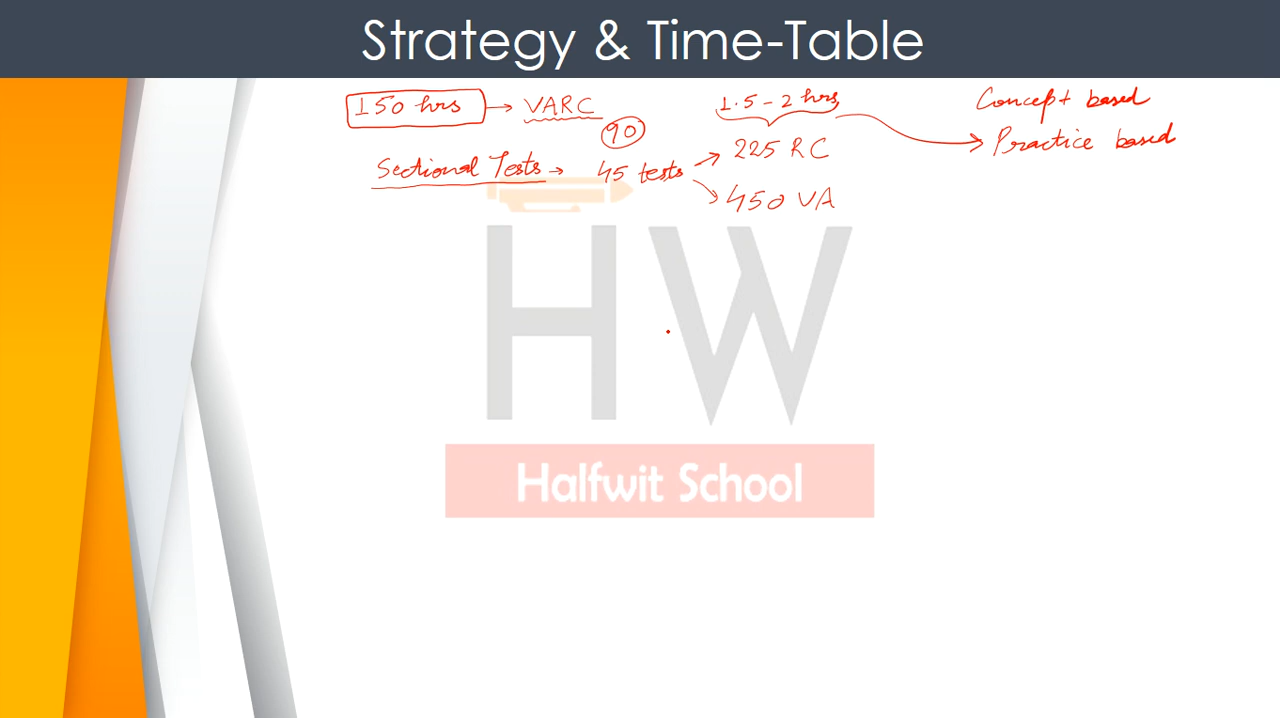 Strategy & Time-Table
150 hrs → VARC
1.5 - 2 hrs
Concept based
90
→ Practice based
Sectional Tests → 45 tests
225 RC
450 VA
HW
Halfwit School